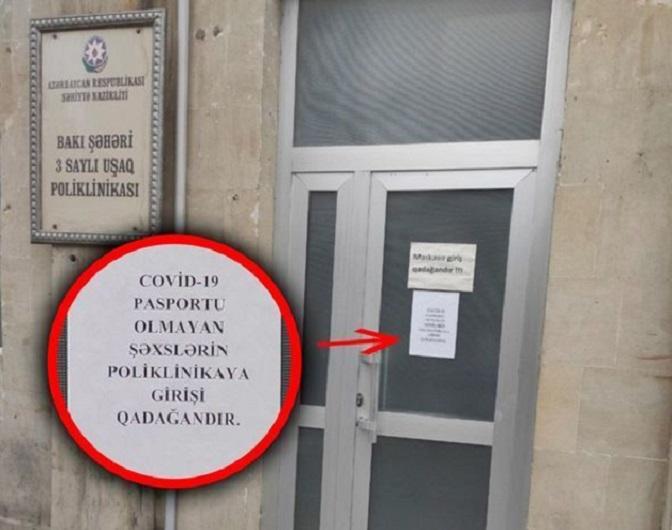 AZƏRBAYCAN RESPUBLİKASI
SƏHİYYƏ NAZİRLİYİ
BAKI ŞƏHƏRİ
3 SAYLI UŞAQ
POLİKLİNİKASI
COVİD-19
PASPORTU
OLMAYAN
ŞƏXSLƏRİN
POLİKLİNİKAYA
GİRİŞİ
QADAĞANDIR.
Maskasız giriş
qadağandır !!!